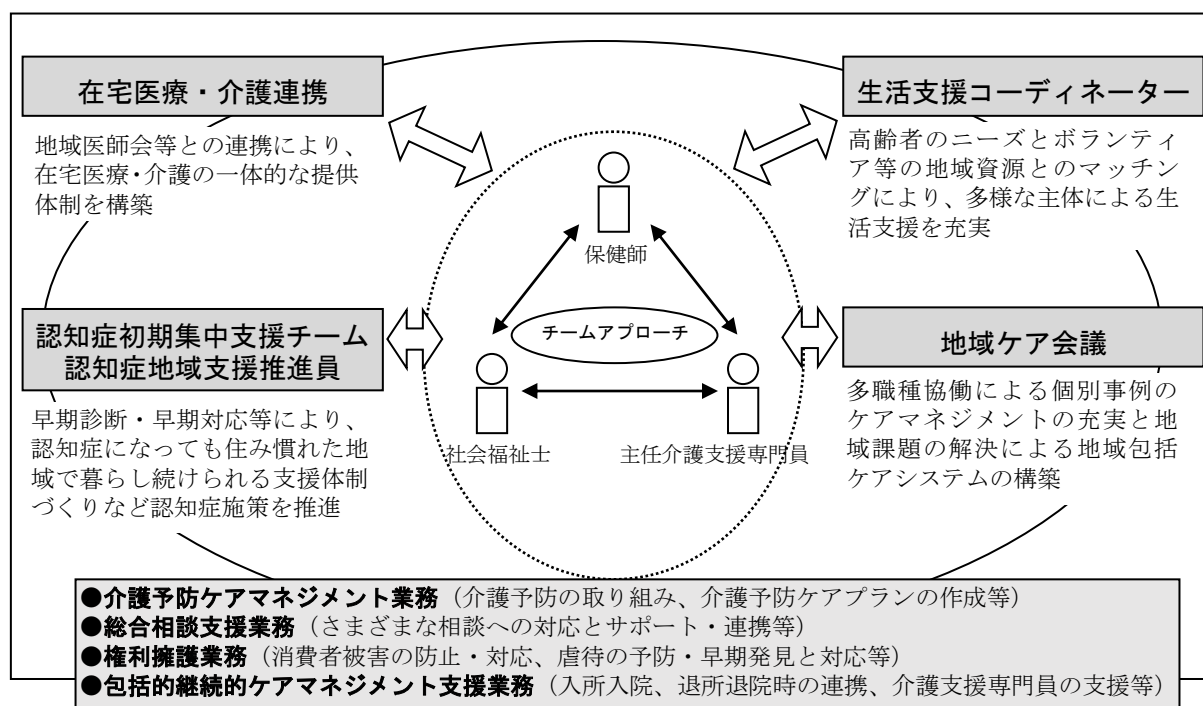 在宅医療・介護連携
地域医師会等との連携により、
在宅医療・介護の一体的な提供
体制を構築
生活支援コーディネーター
高齢者のニーズとボランティ
ア等の地域資源とのマッチン
グにより、多様な主体による生
活支援を充実
保健師
チームアプローチ
社会福祉士
主任介護支援専門員
認知症初期集中支援チーム
認知症地域支援推進員
早期診断・早期対応等により、
認知症になっても住み慣れた地
域で暮らし続けられる支援体制
づくりなど認知症施策を推進
地域ケア会議
多職種協働による個別事例の
ケアマネジメントの充実と地
域課題の解決による地域包括
ケアシステムの構築
●介護予防ケアマネジメント業務（介護予防の取り組み、介護予防ケアプランの作成等）
●総合相談支援業務（さまざまな相談への対応とサポート・連携等）
●権利擁護業務（消費者被害の防止・対応、虐待の予防・早期発見と対応等）
●包括的継続的ケアマネジメント支援業務（入所入院、退所退院時の連携、介護支援専門員の支援等）